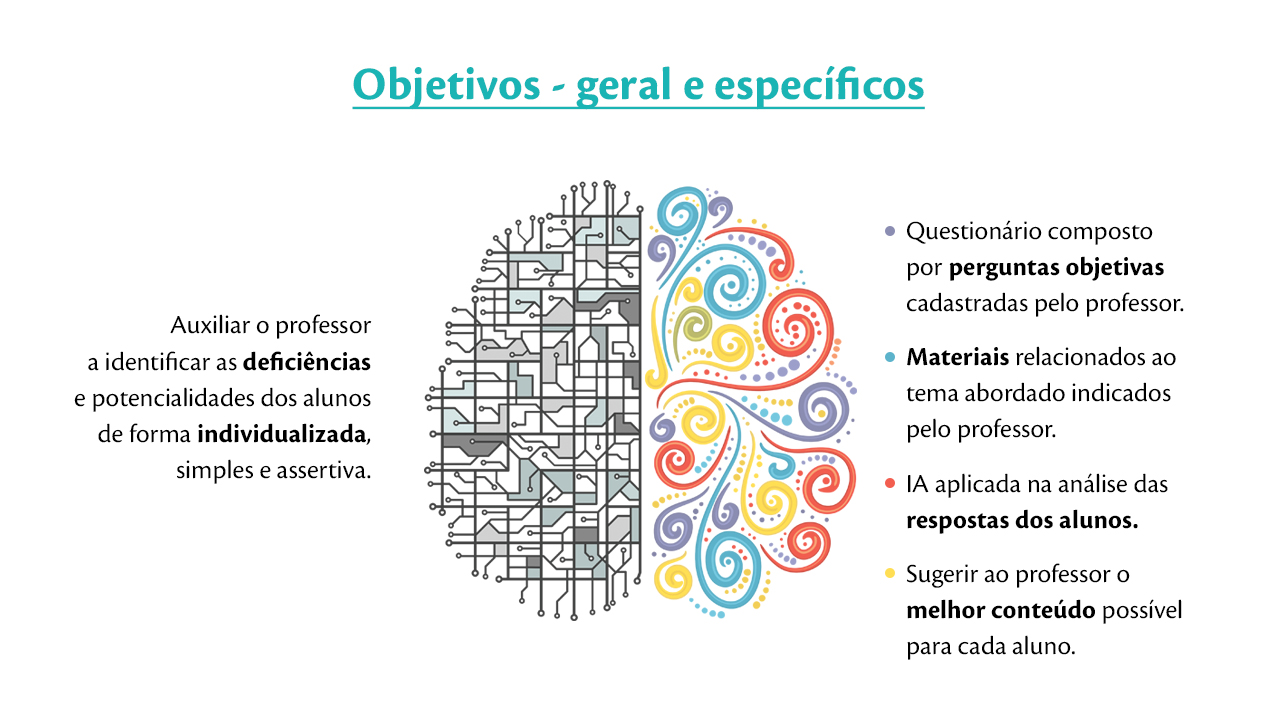 Objetivos - geral e específicos
Auxiliar o professor
a identificar as deficiências
e potencialidades dos alunos
de forma individualizada,
simples e assertiva.
Questionário composto
por perguntas objetivas
cadastradas pelo professor.
Materiais relacionados ao
tema abordado indicados
pelo professor.
IA aplicada na análise das
respostas dos alunos.
Sugerir ao professor o
melhor conteúdo possível
para cada aluno.